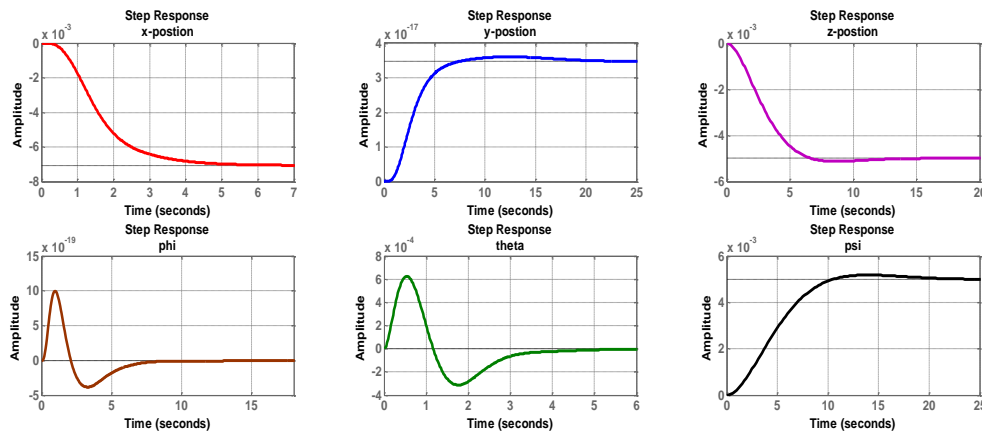 Step Response
x-postion
x 10-3
0
-2
-4
-6
-8
Amplitude
0 1 2 3 4 5 6 7
Time (seconds)
Step Response
y-postion
x 10-17
4
3
2
1
0
Amplitude
0 5 10 15 20 25
Time (seconds)
Step Response
z-postion
x 10-3
0
-2
-4
-6
Amplitude
0 5 10 15 20
Time (seconds)
Step Response
phi
x 10-19
15
10
5
0
-5
Amplitude
0 5 10 15
Time (seconds)
Step Response
theta
x 10-4
8
6
4
2
0
-2
-4
Amplitude
0 1 2 3 4 5 6
Time (seconds)
Step Response
psi
x 10-3
6
4
2
0
Amplitude
0 5 10 15 20 25
Time (seconds)